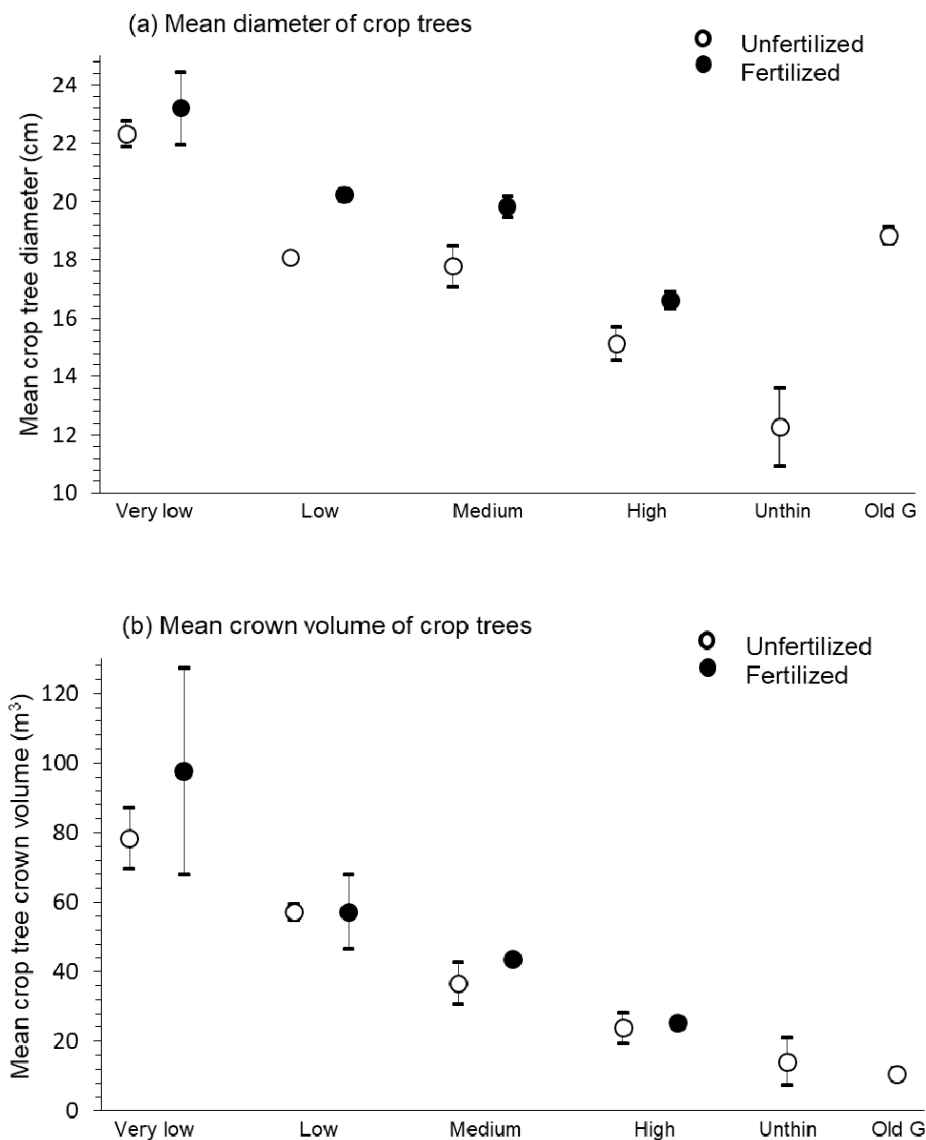 (a) Mean diameter of crop trees
Unfertilized
Fertilized
Mean crop tree diameter (cm)
24
22
20
18
16
14
12
10
Very low Low Medium High Unthin Old G
(b) Mean crown volume of crop trees
Unfertilized
Fertilized
Mean crop tree crown volume (m³)
120
100
80
60
40
20
0
Very low Low Medium High Unthin Old G